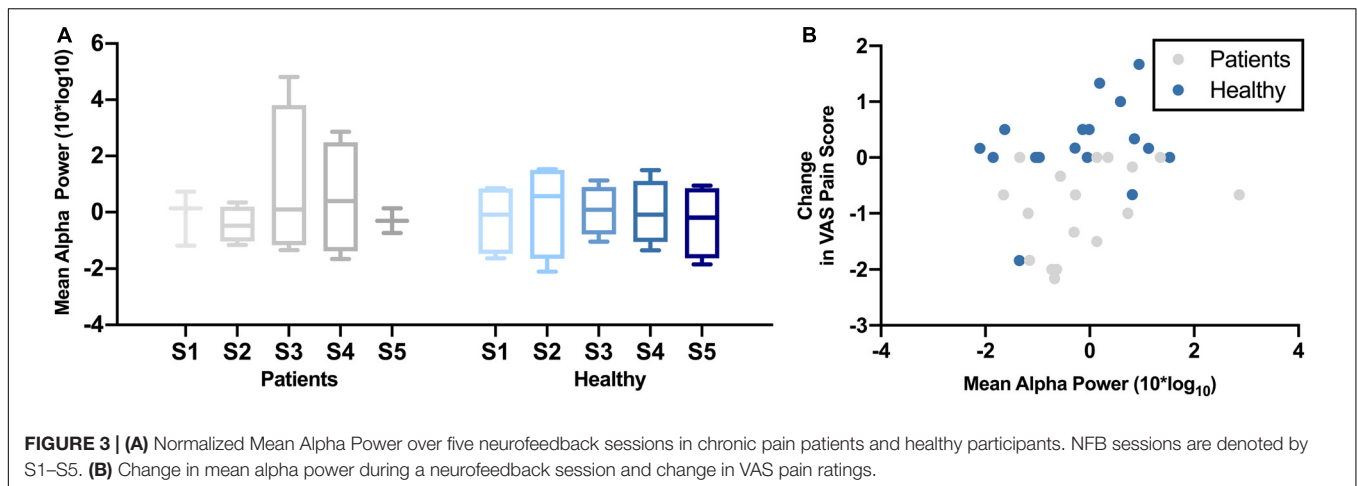 A
6
4
2
0
-2
-4
Mean Alpha Power (10*log10)
S1 S2 S3 S4 S5 S1 S2 S3 S4 S5
Patients Healthy
B
2
1
0
-1
-2
-3
Change
in VAS Pain Score
Patients
Healthy
-4 -2 0 2 4
Mean Alpha Power (10*log10)
FIGURE 3 | (A) Normalized Mean Alpha Power over five neurofeedback sessions in chronic pain patients and healthy participants. NFB sessions are denoted by
S1–S5. (B) Change in mean alpha power during a neurofeedback session and change in VAS pain ratings.